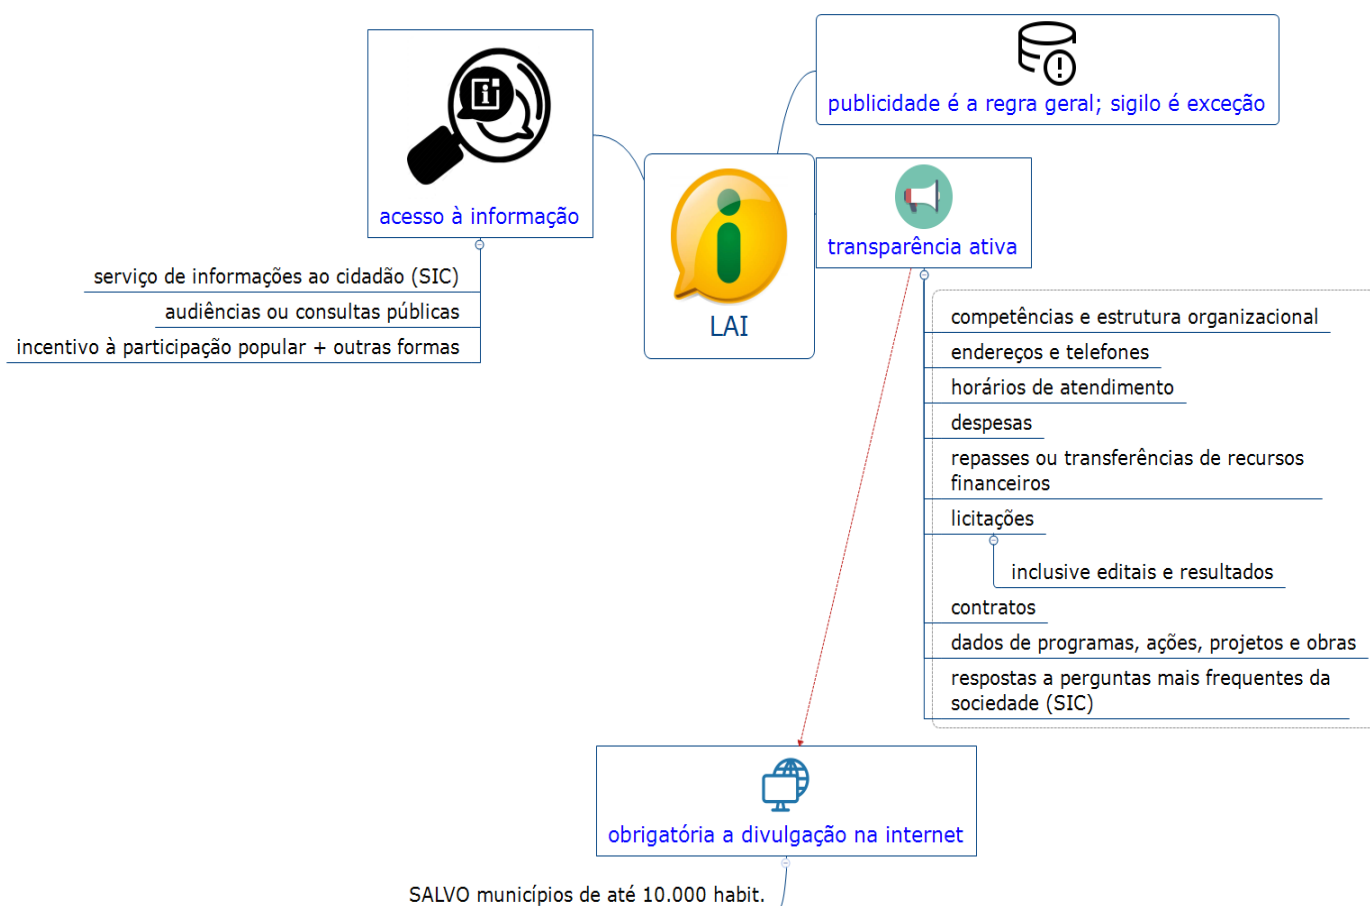 publicidade é a regra geral; sigilo é exceção
acesso à informação
serviço de informações ao cidadão (SIC)
audiências ou consultas públicas
incentivo à participação popular + outras formas
LAI
transparência ativa
competências e estrutura organizacional
endereços e telefones
horários de atendimento
despesas
repasses ou transferências de recursos
financeiros
licitações
inclusive editais e resultados
contratos
dados de programas, ações, projetos e obras
respostas a perguntas mais frequentes da
sociedade (SIC)
obrigatória a divulgação na internet
SALVO municípios de até 10.000 habit.